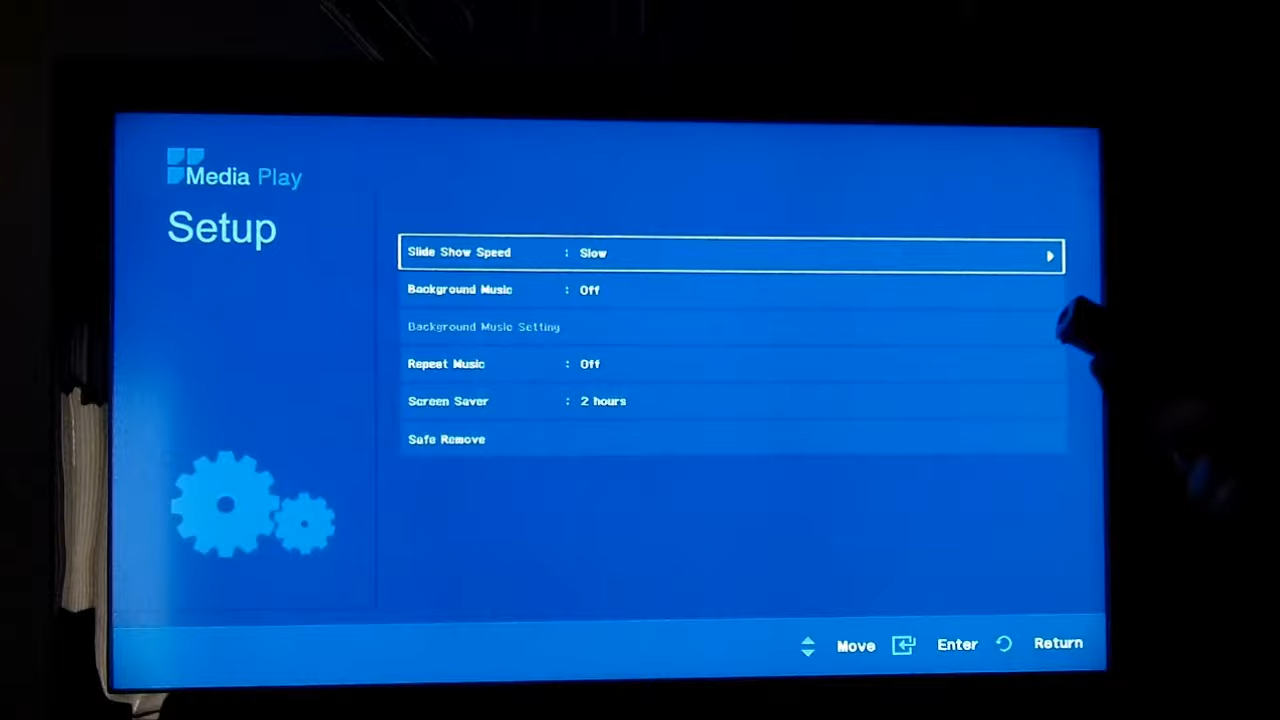 Media Play
Setup
Slide Show Speed : Slow
Background Music : Off
Background Music Setting
Repeat Music : Off
Screen Saver : 2 hours
Safe Remove
Move Enter Return